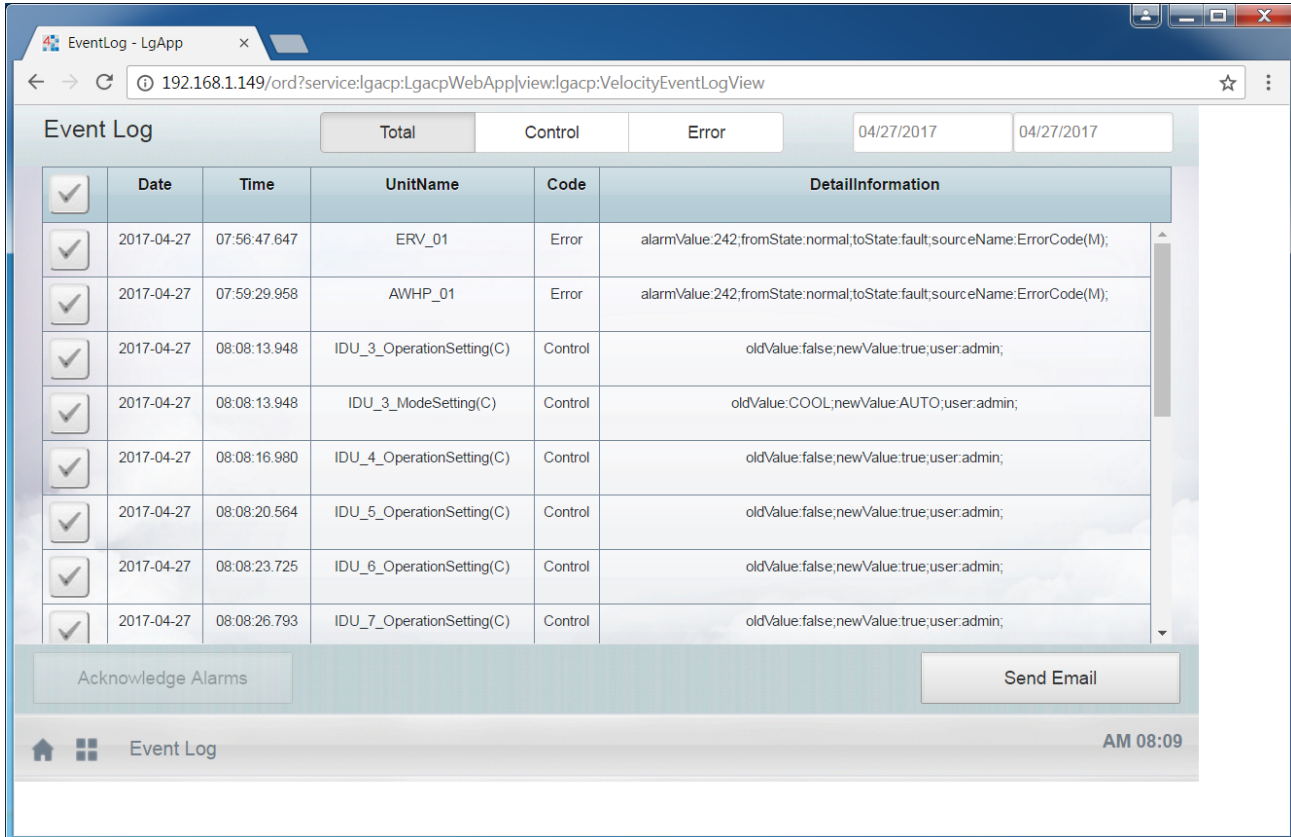 EventLog - LgApp
192.168.1.149/ord?service:lgacp:LgacpWebApp|view:lgacp:VelocityEventLogView
Event Log Total Control Error 04/27/2017 04/27/2017
Date Time UnitName Code DetailInformation
2017-04-27 07:56:47.647 ERV_01 Error alarmValue:242;fromState:normal;toState:fault;sourceName:ErrorCode(M);
2017-04-27 07:59:29.958 AWHP_01 Error alarmValue:242;fromState:normal;toState:fault;sourceName:ErrorCode(M);
2017-04-27 08:08:13.948 IDU_3_OperationSetting(C) Control oldValue:false;newValue:true;user:admin;
2017-04-27 08:08:13.948 IDU_3_ModeSetting(C) Control oldValue:COOL;newValue:AUTO;user:admin;
2017-04-27 08:08:16.980 IDU_4_OperationSetting(C) Control oldValue:false;newValue:true;user:admin;
2017-04-27 08:08:20.564 IDU_5_OperationSetting(C) Control oldValue:false;newValue:true;user:admin;
2017-04-27 08:08:23.725 IDU_6_OperationSetting(C) Control oldValue:false;newValue:true;user:admin;
2017-04-27 08:08:26.793 IDU_7_OperationSetting(C) Control oldValue:false;newValue:true;user:admin;
Acknowledge Alarms Send Email
Event Log AM 08:09